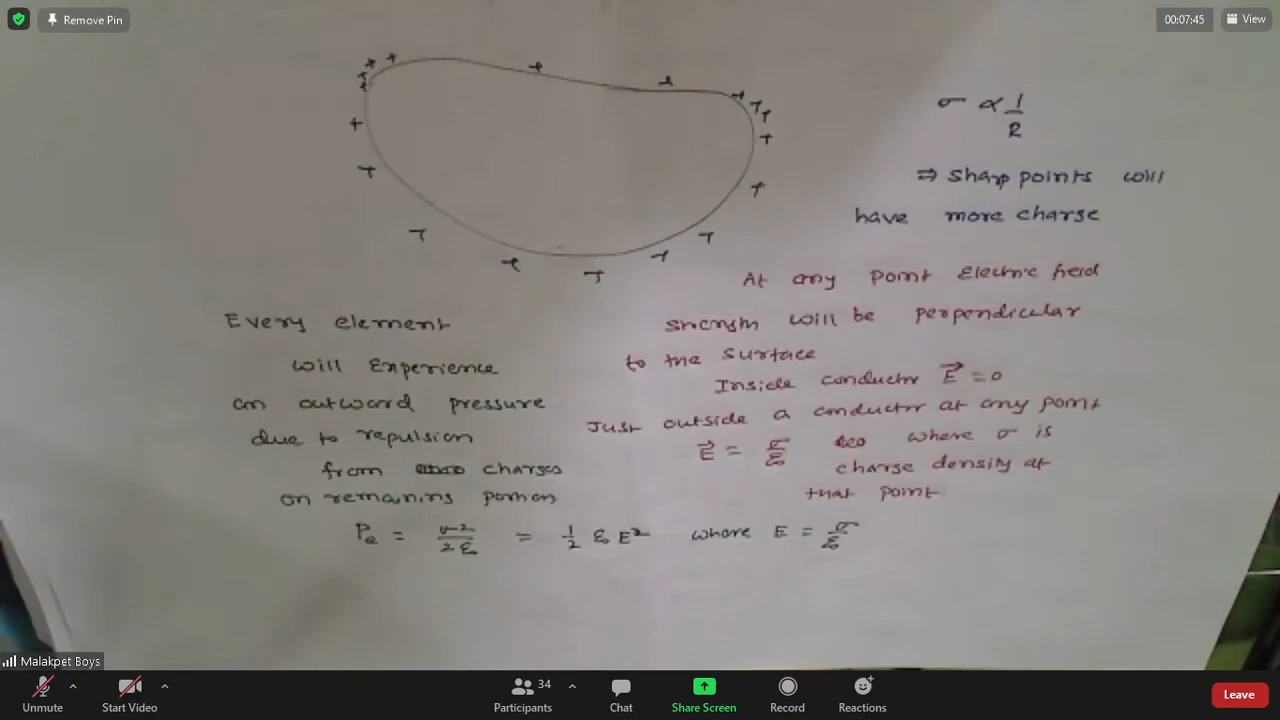 Remove Pin
00:07:45
View
σ ∝ 1/R
⇒ Sharp points will
have more charge
At any point Electric field
strength will be perpendicular
to the surface
Inside conductor E⃗ = 0
Just outside a conductor at any point
E⃗ = σ/ε₀ where σ is
charge density at
that point
Every element
will Experience
an outward pressure
due to repulsion
from charges
on remaining portion
Pₑ = σ²/2ε₀ = 1/2 ε₀ E² where E = σ/ε₀
Malakpet Boys
Unmute
Start Video
Participants
34
Chat
Share Screen
Record
Reactions
Leave